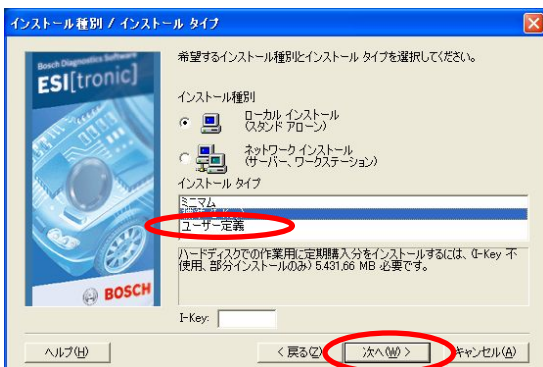 インストール種別 / インストール タイプ
Bosch Diagnostics Software
ESI[tronic]
希望するインストール種別とインストール タイプを選択してください。
インストール種別
ローカル インストール
(スタンド アローン)
ネットワーク インストール
(サーバー、ワークステーション)
インストール タイプ
ミニマム
ユーザー定義
ハードディスクでの作業用に定期購入分をインストールするには、(I-Key 不
使用、部分インストールのみ) 5.431,66 MB 必要です。
BOSCH
I-Key:
ヘルプ(H)
< 戻る(Z)
次へ(W) >
キャンセル(A)